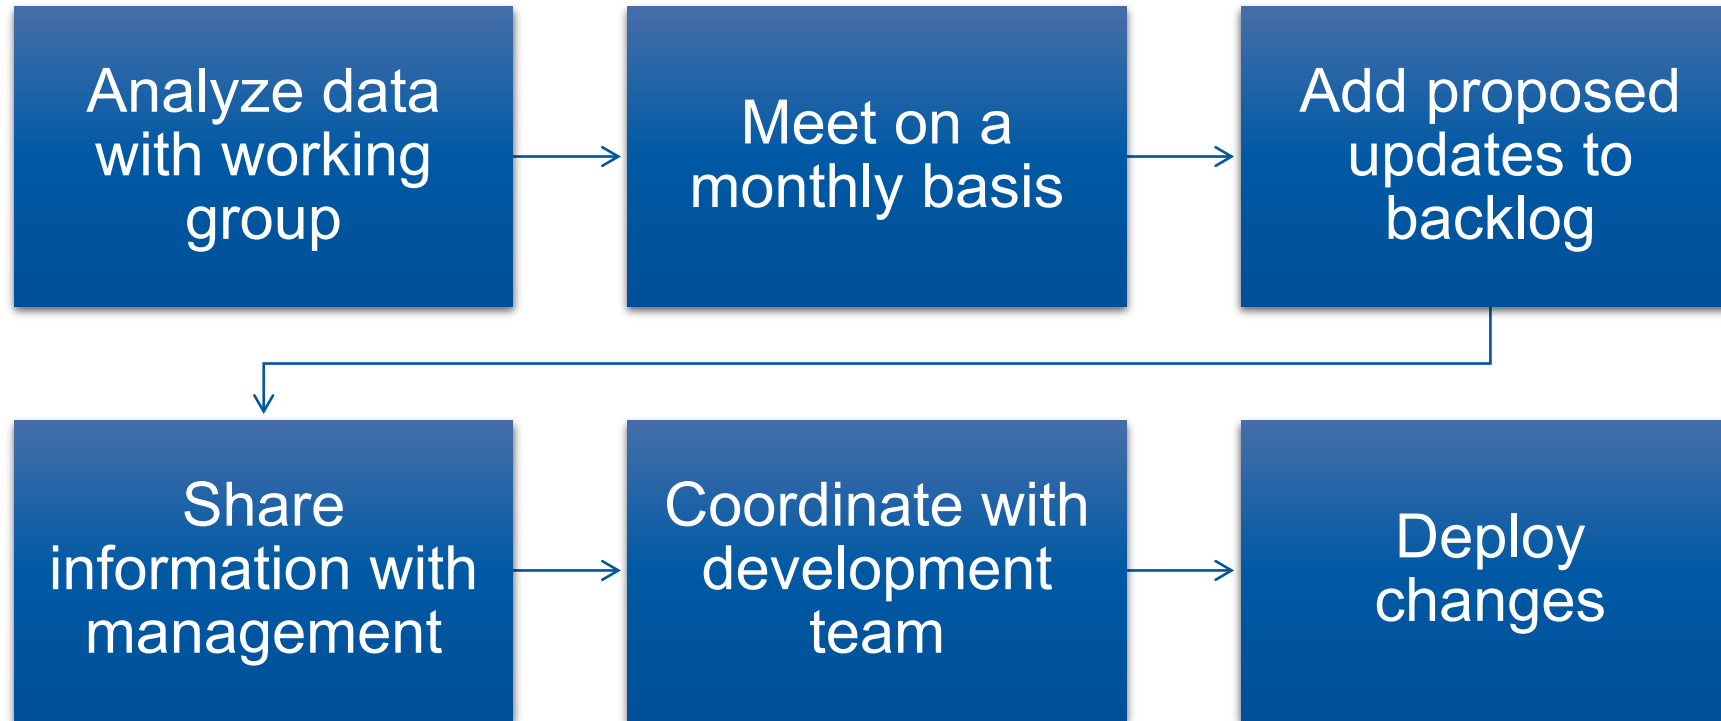 Analyze data
with working
group
Meet on a
monthly basis
Add proposed
updates to
backlog
Share
information with
management
Coordinate with
development
team
Deploy
changes